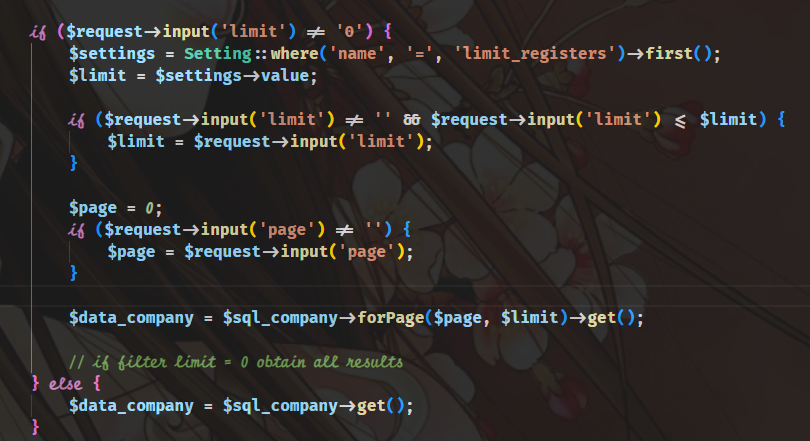 if ($request->input('limit') != '0') {
$settings = Setting::where('name', '=', 'limit_registers')->first();
$limit = $settings->value;
if ($request->input('limit') != '' && $request->input('limit') <= $limit) {
$limit = $request->input('limit');
}
$page = 0;
if ($request->input('page') != '') {
$page = $request->input('page');
}
$data_company = $sql_company->forPage($page, $limit)->get();
// if filter limit = 0 obtain all results
} else {
$data_company = $sql_company->get();
}